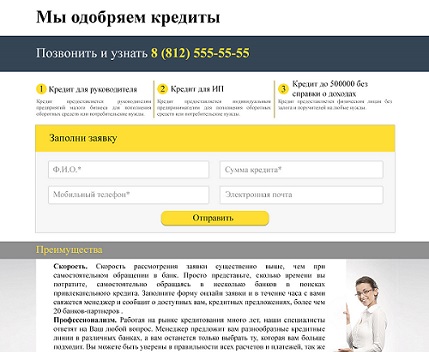 Мы одобряем кредиты
Позвонить и узнать 8 (812) 555-55-55
1 Кредит для руководителя
Кредит предоставляется руководителям
предприятий малого бизнеса для пополнения
оборотных средств или потребительские нужды.
2 Кредит для ИП
Кредит предоставляется индивидуальным
предпринимателям для пополнения оборотных
средств или потребительские нужды.
3 Кредит до 500000 без
справки о доходах
Кредит предоставляется физическим лицам без
залога и поручителей на любые нужды.
Заполни заявку
Ф.И.О.*
Сумма кредита*
Мобильный телефон*
Электронная почта
Отправить
Преимущества
Скорость. Скорость рассмотрения заявки существенно выше, чем при
самостоятельном обращении в банк. Просто представьте, сколько времени вы
потратите, самостоятельно обращаясь в несколько банков в поисках
привлекательного кредита. Заполните форму онлайн заявки и в течение часа с вами
свяжется менеджер и сообщит о доступных вам, кредитных предложениях, более чем
20 банков-партнеров .
Профессионализм. Работая на рынке кредитования много лет, наши специалисты
ответят на Ваш любой вопрос. Менеджер предложит вам разнообразные кредитные
линии в различных банках, а вам останется только выбрать ту, которая вам больше
подходит. Вы можете быть уверены в правильности всех расчетов и платежей, так как